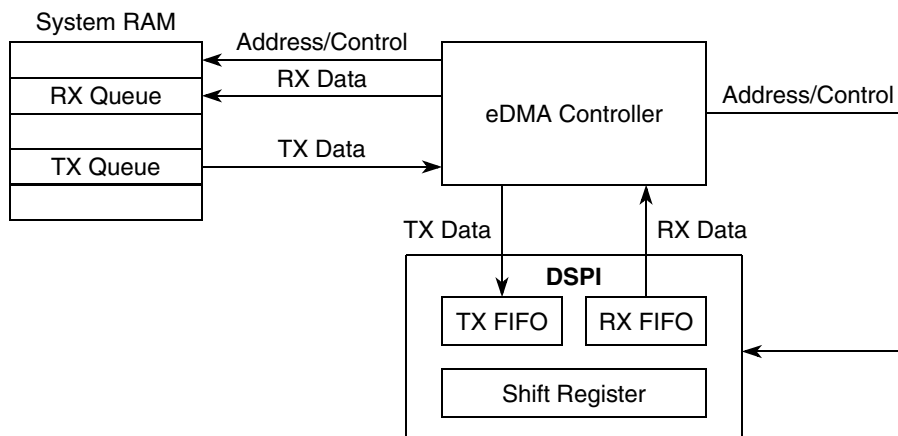 System RAM
Address/Control
RX Data
RX Queue
eDMA Controller
Address/Control
TX Data
TX Queue
TX Data
RX Data
DSPI
TX FIFO
RX FIFO
Shift Register